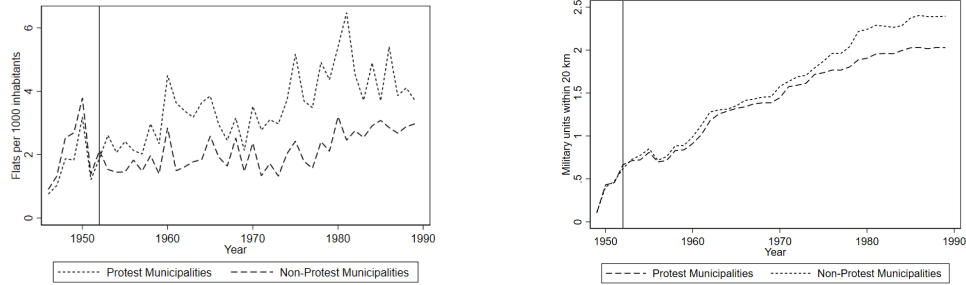 Flats per 1000 inhabitants
6
4
2
0
1950 1960 1970 1980 1990
Year
Protest Municipalities Non-Protest Municipalities
Military units within 20 km
2.5
2
1.5
1
.5
0
1950 1960 1970 1980 1990
Year
Protest Municipalities Non-Protest Municipalities